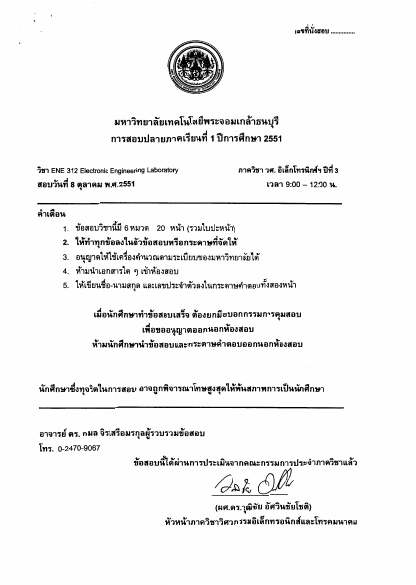 เลขที่นั่งสอบ ..............
มหาวิทยาลัยเทคโนโลยีพระจอมเกล้าธนบุรี
การสอบปลายภาคเรียนที่ 1 ปีการศึกษา 2551
วิชา ENE 312 Electronic Engineering Laboratory ภาควิชา วศ. อิเล็กโทรนิกส์ฯ ปีที่ 3
สอบวันที่ 8 ตุลาคม พ.ศ.2551 เวลา 9:00 – 12:00 น.
คำเตือน
1. ข้อสอบวิชานี้มี 6 หมวด 20 หน้า (รวมใบปะหน้า)
2. ให้ทำทุกข้อลงในตัวข้อสอบหรือกระดาษที่จัดให้
3. อนุญาตให้ใช้เครื่องคำนวณตามระเบียบของมหาวิทยาลัยได้
4. ห้ามนำเอกสารใด ๆ เข้าห้องสอบ
5. ให้เขียนชื่อ-นามสกุล และเลขประจำตัวลงในกระดาษคำตอบทั้งสองหน้า
เมื่อนักศึกษาทำข้อสอบเสร็จ ต้องยกมือบอกกรรมการคุมสอบ
เพื่อขออนุญาตออกนอกห้องสอบ
ห้ามนักศึกษานำข้อสอบและกระดาษคำตอบออกนอกห้องสอบ
นักศึกษาซึ่งทุจริตในการสอบ อาจถูกพิจารณาโทษสูงสุดให้พ้นสภาพการเป็นนักศึกษา
อาจารย์ ดร. กมล จิรเสรีอมรกุลผู้รวบรวมข้อสอบ
โทร. 0-2470-9067
ข้อสอบนี้ได้ผ่านการประเมินจากคณะกรรมการประจำภาควิชาแล้ว
(ผศ.ดร.วุฒิชัย อัศวินชัยโชติ)
หัวหน้าภาควิชาวิศวกรรมอิเล็กทรอนิกส์และโทรคมนาคม